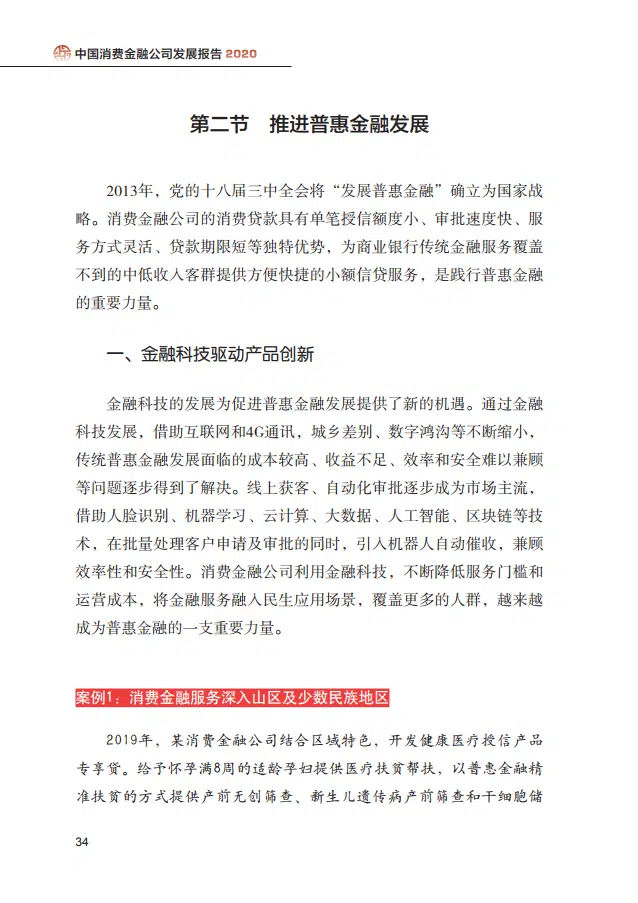 中国消费金融公司发展报告 2020
第二节 推进普惠金融发展
2013年，党的十八届三中全会将“发展普惠金融”确立为国家战
略。消费金融公司的消费贷款具有单笔授信额度小、审批速度快、服
务方式灵活、贷款期限短等独特优势，为商业银行传统金融服务覆盖
不到的中低收入客群提供方便快捷的小额信贷服务，是践行普惠金融
的重要力量。
一、金融科技驱动产品创新
金融科技的发展为促进普惠金融发展提供了新的机遇。通过金融
科技发展，借助互联网和4G通讯，城乡差别、数字鸿沟等不断缩小，
传统普惠金融发展面临的成本较高、收益不足、效率和安全难以兼顾
等问题逐步得到了解决。线上获客、自动化审批逐步成为市场主流，
借助人脸识别、机器学习、云计算、大数据、人工智能、区块链等技
术，在批量处理客户申请及审批的同时，引入机器人自动催收，兼顾
效率性和安全性。消费金融公司利用金融科技，不断降低服务门槛和
运营成本，将金融服务融入民生应用场景，覆盖更多的人群，越来越
成为普惠金融的一支重要力量。
案例1：消费金融服务深入山区及少数民族地区
2019年，某消费金融公司结合区域特色，开发健康医疗授信产品
专享贷。给予怀孕满8周的适龄孕妇提供医疗扶贫帮扶，以普惠金融精
准扶贫的方式提供产前无创筛查、新生儿遗传病产前筛查和干细胞储
34